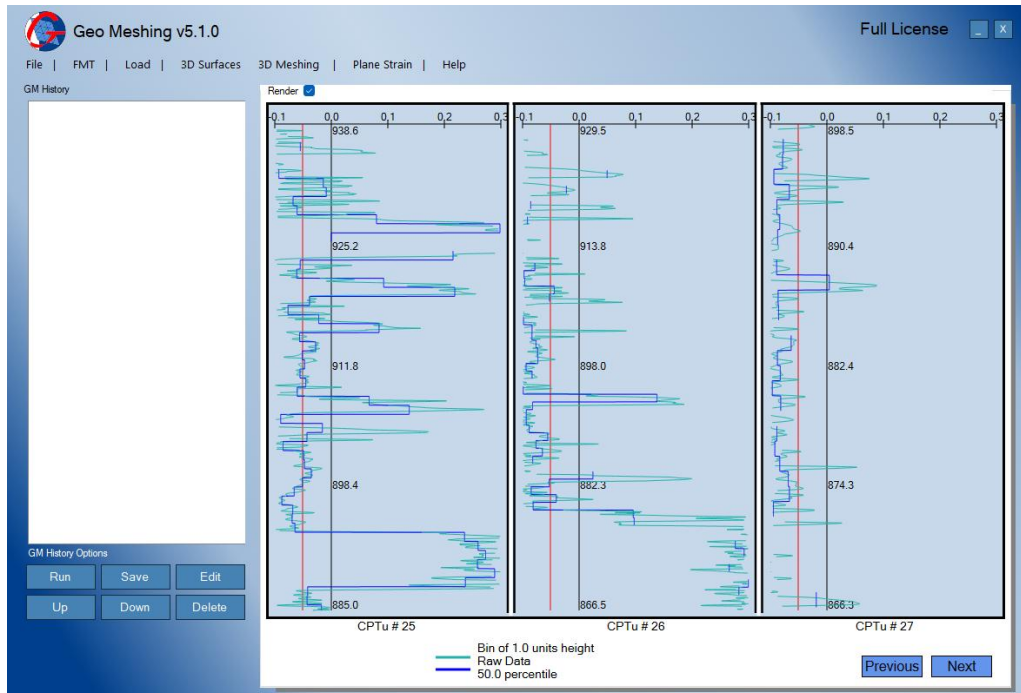 Geo Meshing v5.1.0
Full License
_ X
File | FMT | Load | 3D Surfaces 3D Meshing | Plane Strain | Help
GM History
Render
-0,1 0,0 0,1 0,2 0,3 -0,1 0,0 0,1 0,2 0,3 -0,1 0,0 0,1 0,2 0,3
938.6 929.5 898.5
925.2 913.8 890.4
911.8 898.0 882.4
898.4 882.3 874.3
885.0 866.5 866.3
GM History Options
Run Save Edit
Up Down Delete
CPTu # 25 CPTu # 26 CPTu # 27
Bin of 1.0 units height
Raw Data
50.0 percentile
Previous Next